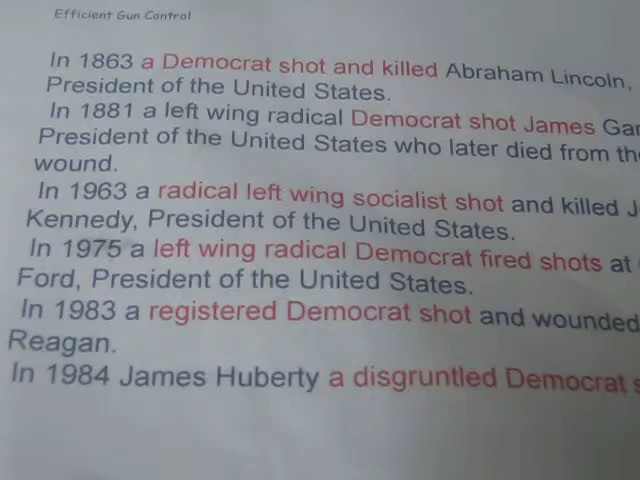 Efficient Gun Control
In 1863 a Democrat shot and killed Abraham Lincoln,
President of the United States.
In 1881 a left wing radical Democrat shot James
President of the United States who later died from
wound.
In 1963 a radical left wing socialist shot and killed
Kennedy, President of the United States.
In 1975 a left wing radical Democrat fired shots at
Ford, President of the United States.
In 1983 a registered Democrat shot and wounded
Reagan.
In 1984 James Huberty a disgruntled Democrat